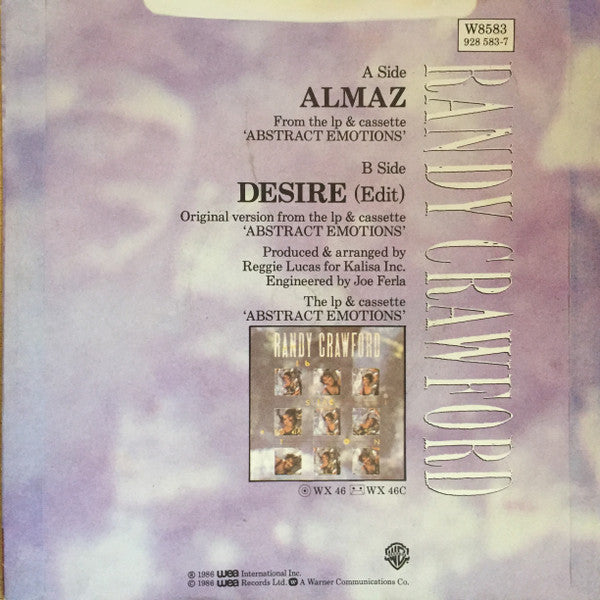 W8583
928 583-7
A Side
ALMAZ
From the lp & cassette
'ABSTRACT EMOTIONS'
B Side
DESIRE (Edit)
Original version from the lp & cassette
'ABSTRACT EMOTIONS'
Produced & arranged by
Reggie Lucas for Kalisa Inc.
Engineered by Joe Ferla
The lp & cassette
'ABSTRACT EMOTIONS'
RANDY CRAWFORD
WX 46 WX 46C
RANDY CRAWFORD
℗ 1986 wea International Inc.
© 1986 wea Records Ltd. A Warner Communications Co.